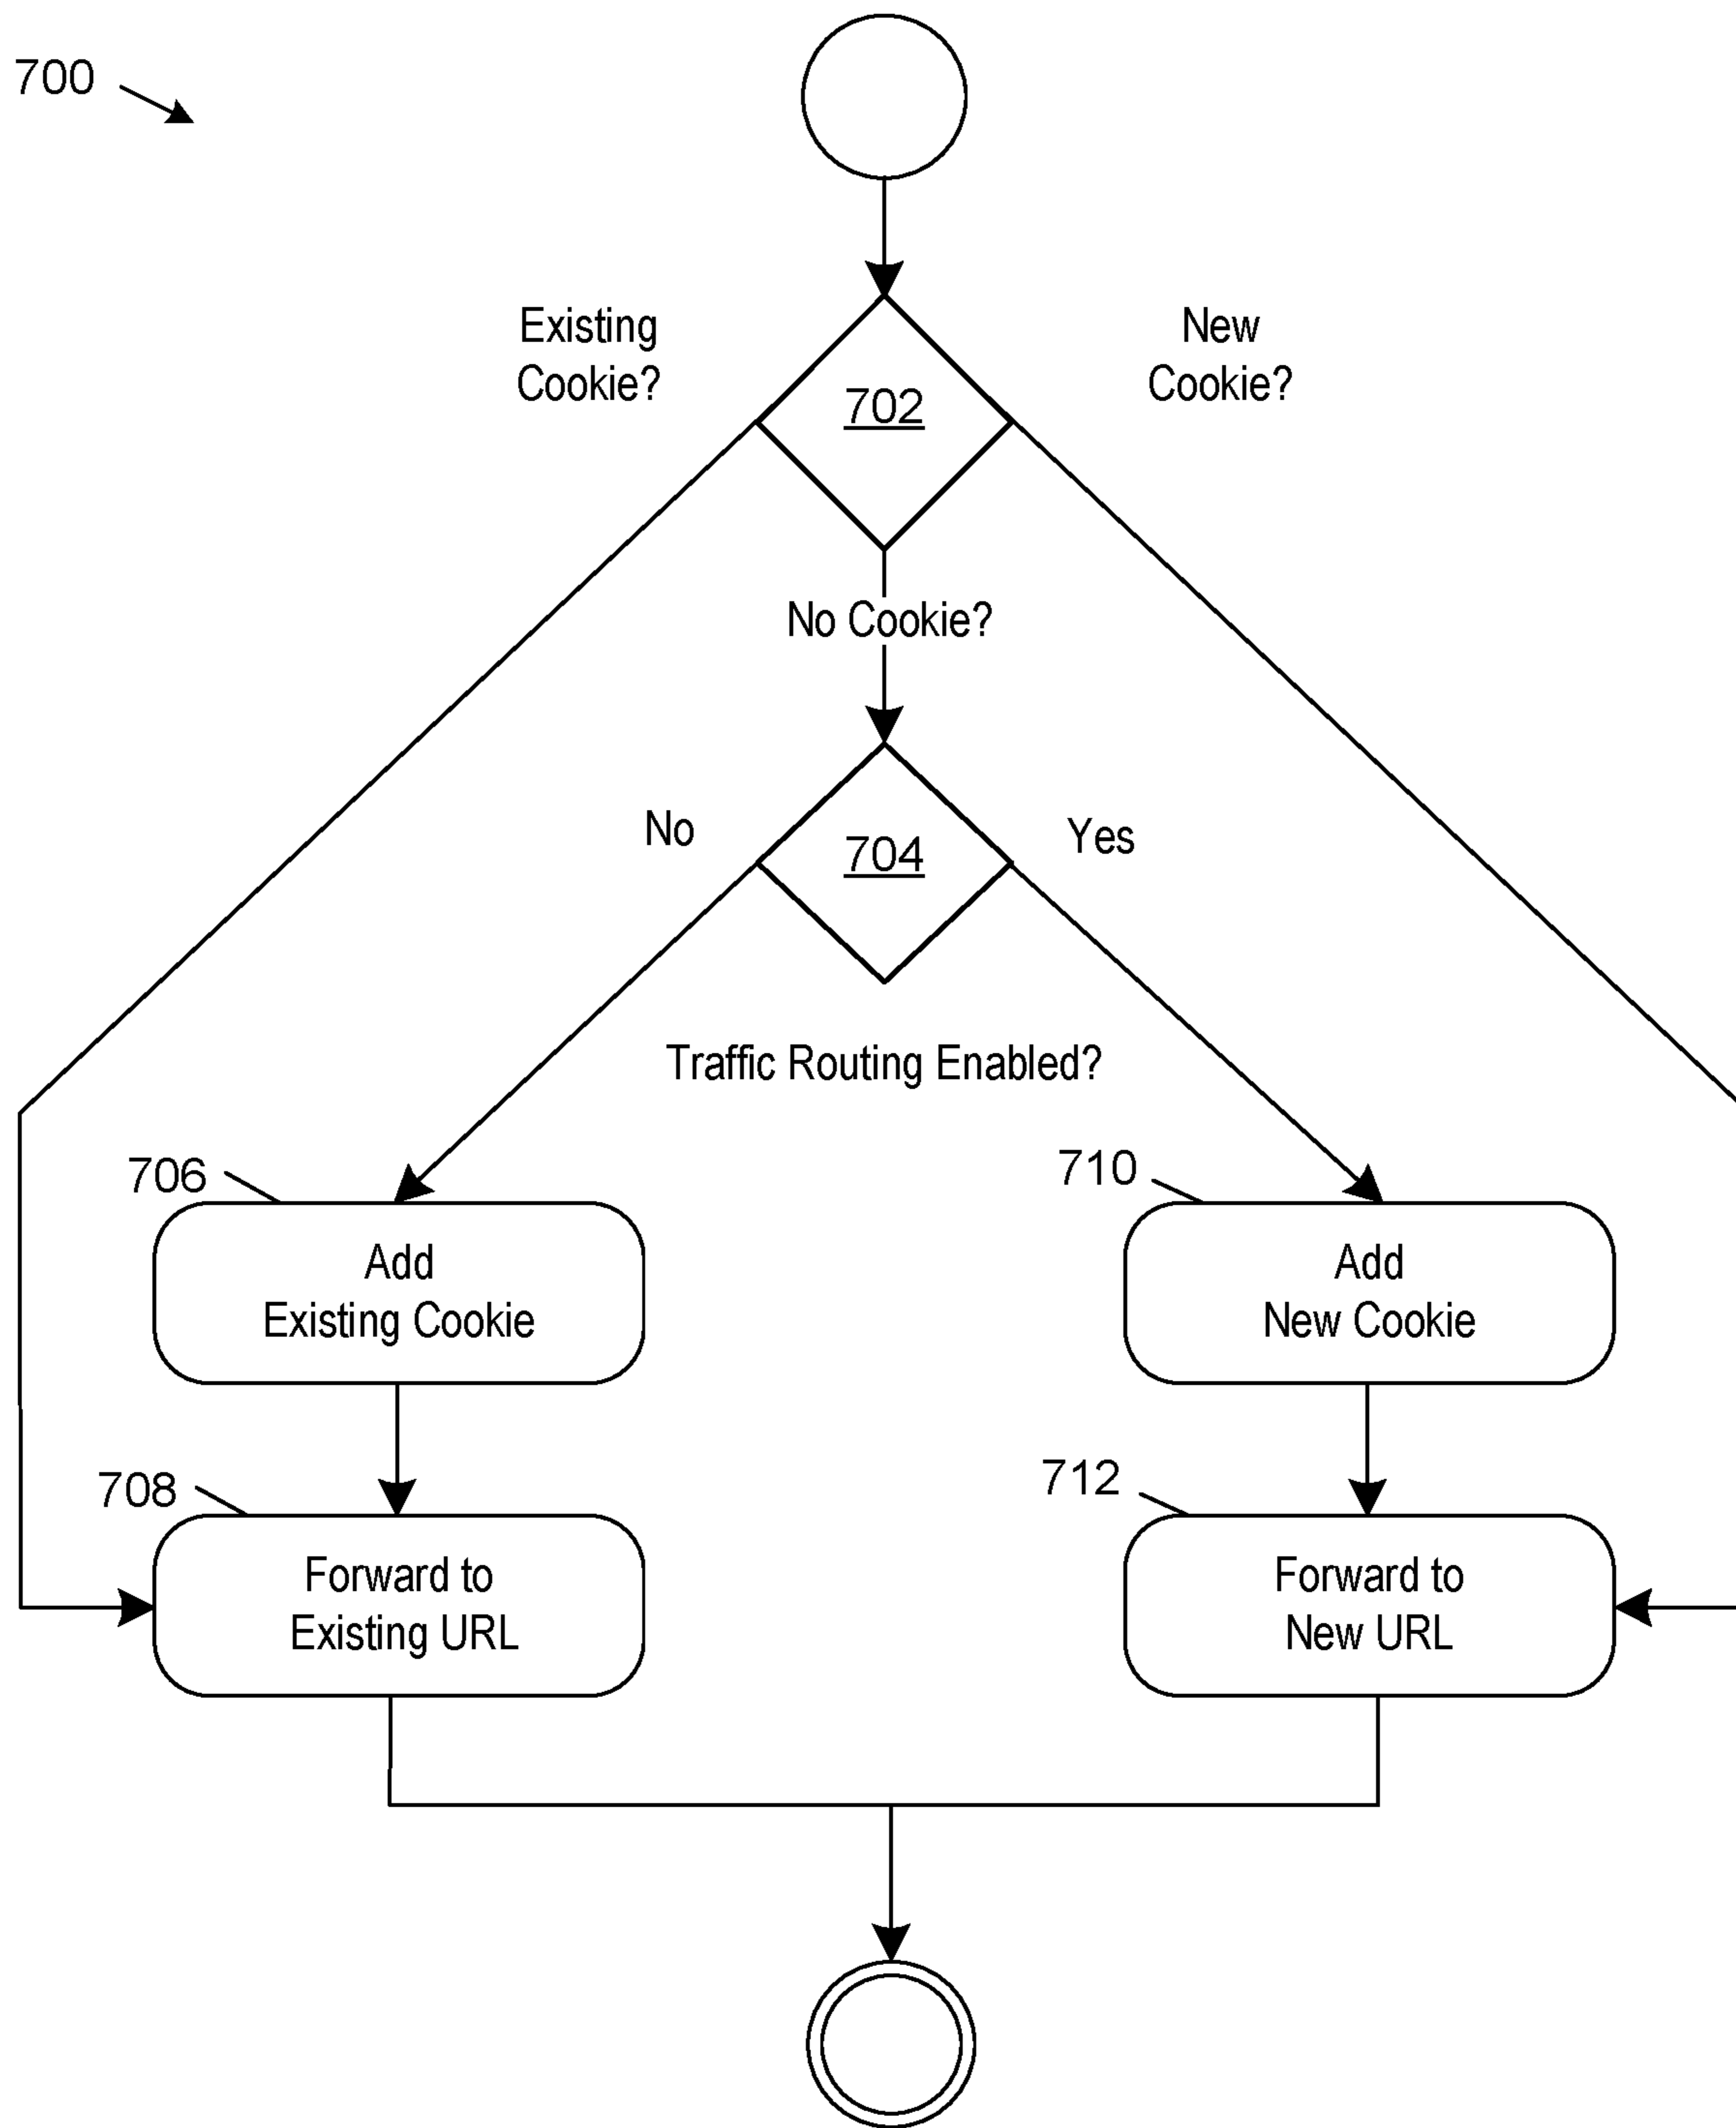 700
Existing
Cookie?
702
New
Cookie?
No Cookie?
No
704
Yes
Traffic Routing Enabled?
706
Add
Existing Cookie
710
Add
New Cookie
708
Forward to
Existing URL
712
Forward to
New URL